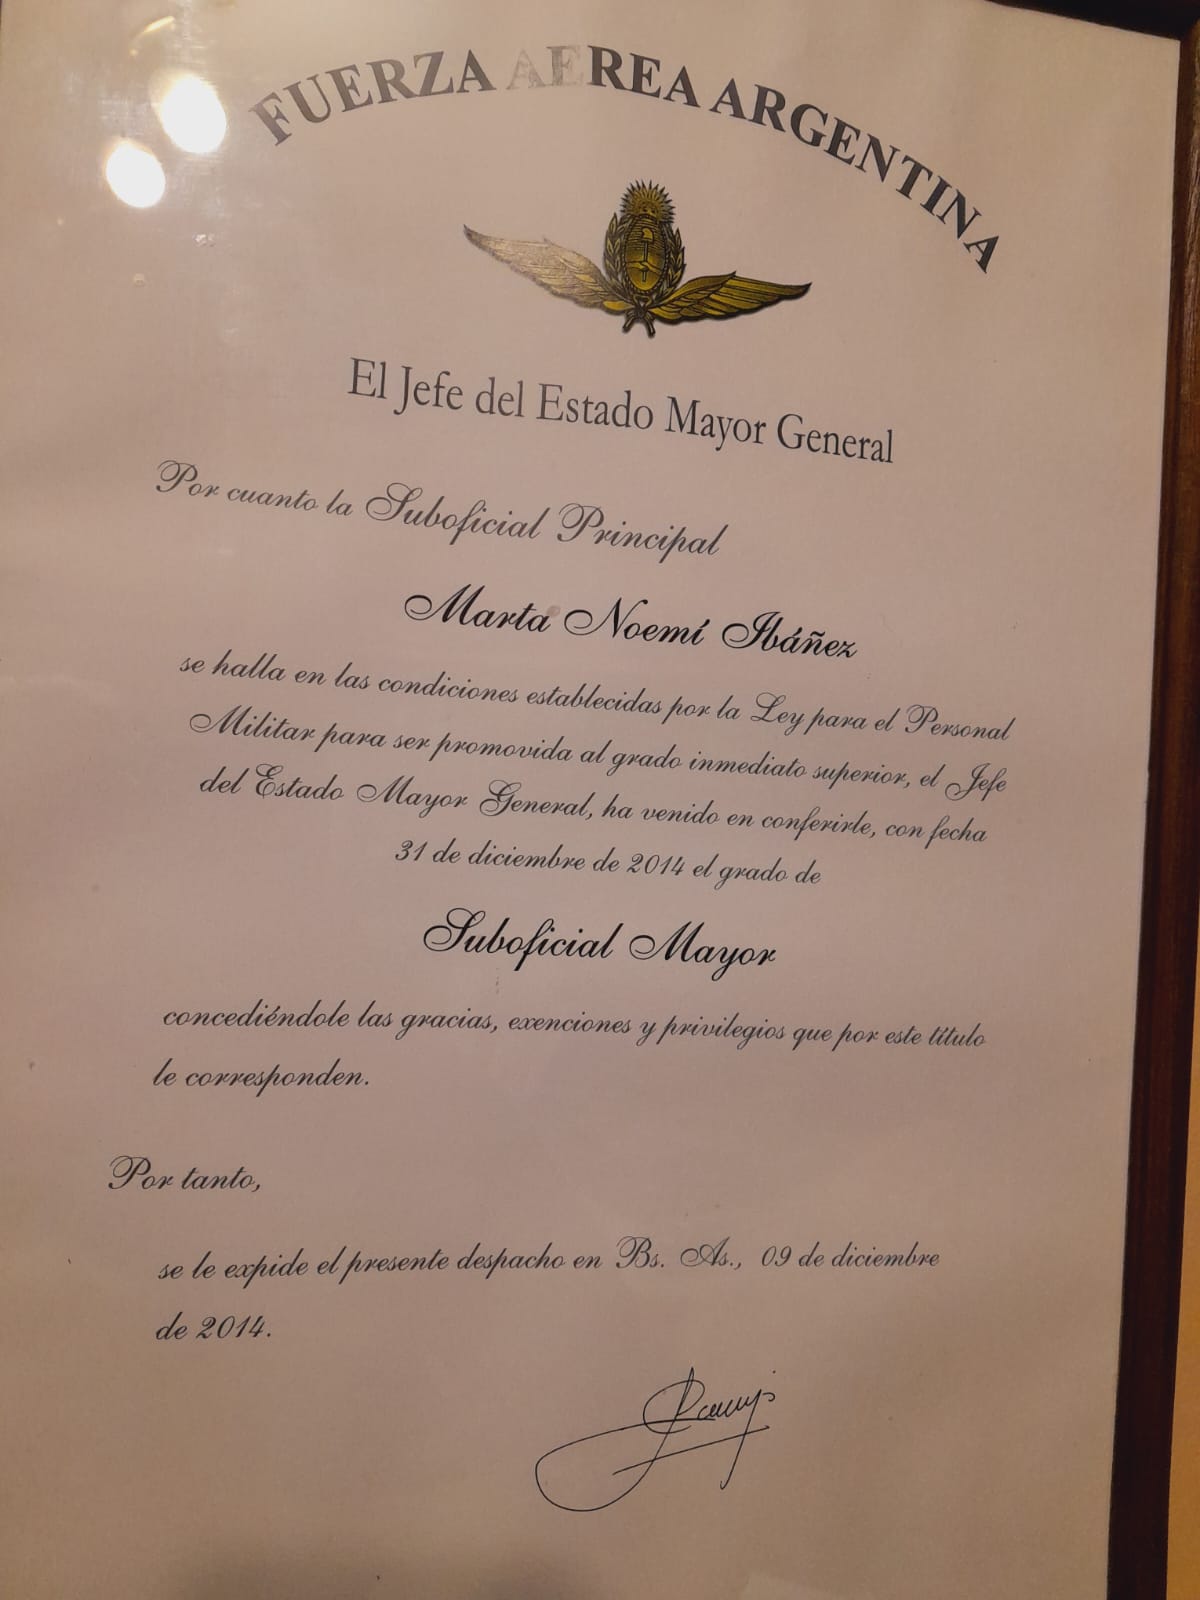 FUERZA AEREA ARGENTINA
El Jefe del Estado Mayor General
Por cuanto la Suboficial Principal
Marta Noemí Ibáñez
se halla en las condiciones establecidas por la Ley para el Personal
Militar para ser promovida al grado inmediato superior, el Jefe
del Estado Mayor General, ha venido en conferirle, con fecha
31 de diciembre de 2014 el grado de
Suboficial Mayor
concediéndole las gracias, exenciones y privilegios que por este título
le corresponden.
Por tanto,
se le expide el presente despacho en Bs. As., 09 de diciembre
de 2014.